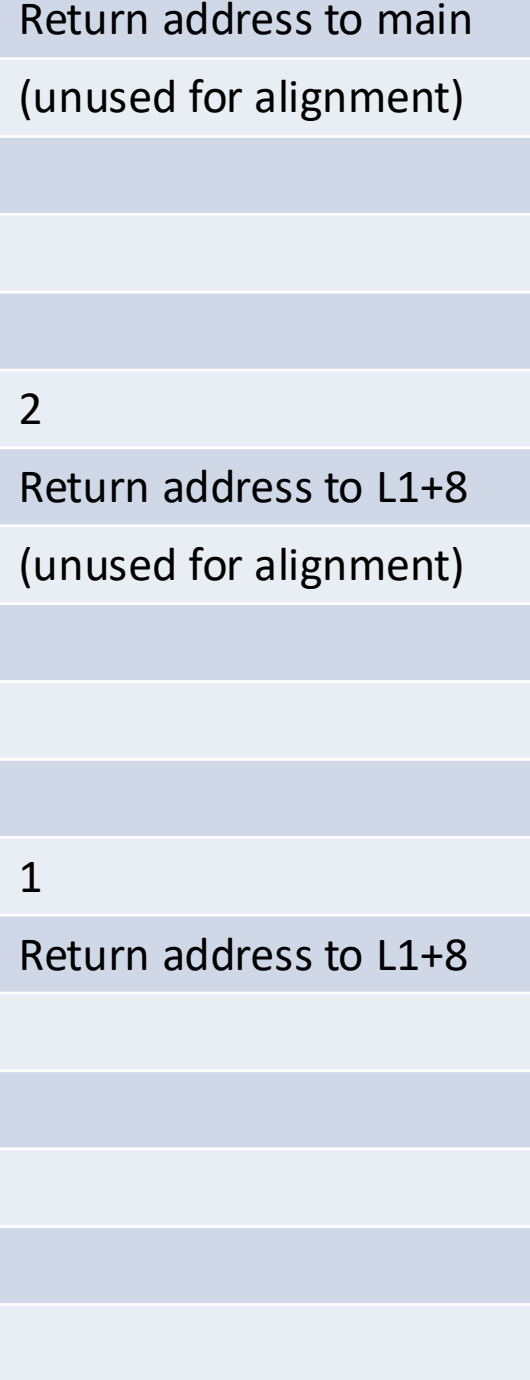 Return address to main
(unused for alignment)
2
Return address to L1+8
(unused for alignment)
1
Return address to L1+8